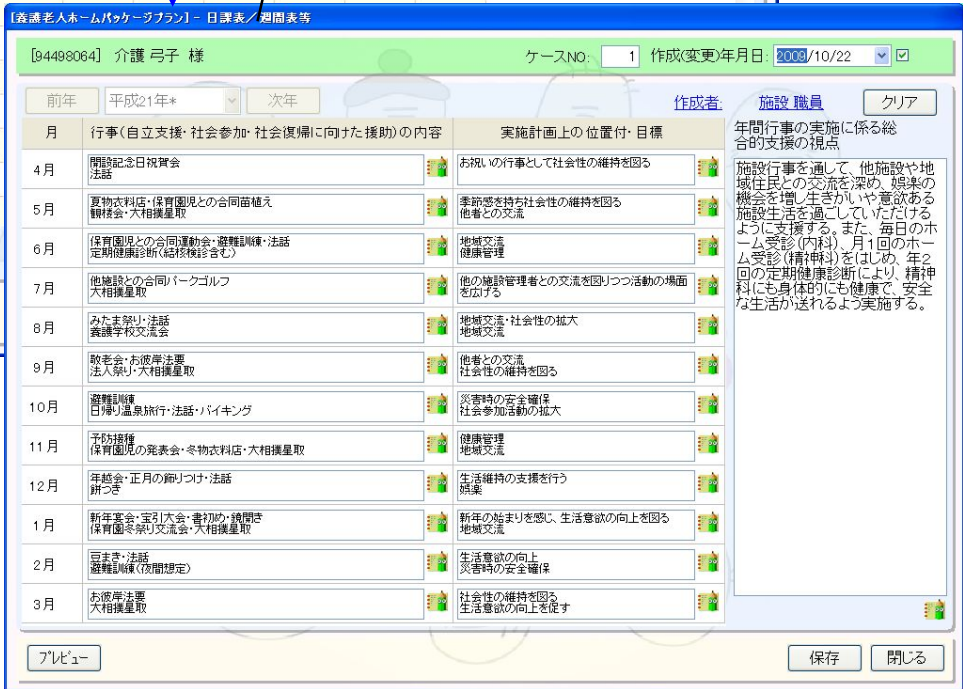 [養護老人ホームパッケージプラン] - 日課表/週間表等
[94498064] 介護 弓子 様
ケースNO: 1 作成(変更)年月日: 2009/10/22
前年 平成21年* 次年 作成者: 施設 職員 クリア
月 行事(自立支援・社会参加・社会復帰に向けた援助)の内容 実施計画上の位置付・目標
年間行事の実施に係る総
合的支援の視点
4月
開設記念日祝賀会
法話
お祝いの行事として社会性の維持を図る
5月
夏物衣料店・保育園児との合同苗植え
観桜会・大相撲星取
季節感を持ち社会性の維持を図る
他者との交流
6月
保育園児との合同運動会・避難訓練・法話
定期健康診断(結核検診含む)
地域交流
健康管理
7月
他施設との合同パークゴルフ
大相撲星取
他の施設管理者との交流を図りつつ活動の場面
を広げる
8月
みたま祭り・法話
養護学校交流会
地域交流・社会性の拡大
地域交流
9月
敬老会・お彼岸法要
法人祭り・大相撲星取
他者との交流
社会性の維持を図る
10月
避難訓練
日帰り温泉旅行・法話・バイキング
災害時の安全確保
社会参加活動の拡大
11月
予防接種
保育園児の発表会・冬物衣料店・大相撲星取
健康管理
地域交流
12月
年越会・正月の飾りつけ・法話
餅つき
生活維持の支援を行う
娯楽
1月
新年宴会・宝引大会・書初め・鏡開き
保育園冬祭り交流会・大相撲星取
新年の始まりを感じ、生活意欲の向上を図る
地域交流
2月
豆まき・法話
避難訓練(夜間想定)
生活意欲の向上
災害時の安全確保
3月
お彼岸法要
大相撲星取
社会性の維持を図る
生活意欲の向上を促す
施設行事を通して、他施設や地
域住民との交流を深め、娯楽の
機会を増し生きがいや意欲ある
施設生活を過ごしていただける
ように支援する。また、毎日のホ
ーム受診(内科)、月1回のホー
ム受診(精神科)をはじめ、年2
回の定期健康診断により、精神
科にも身体的にも健康で、安全
な生活が送れるよう実施する。
プレビュー 保存 閉じる